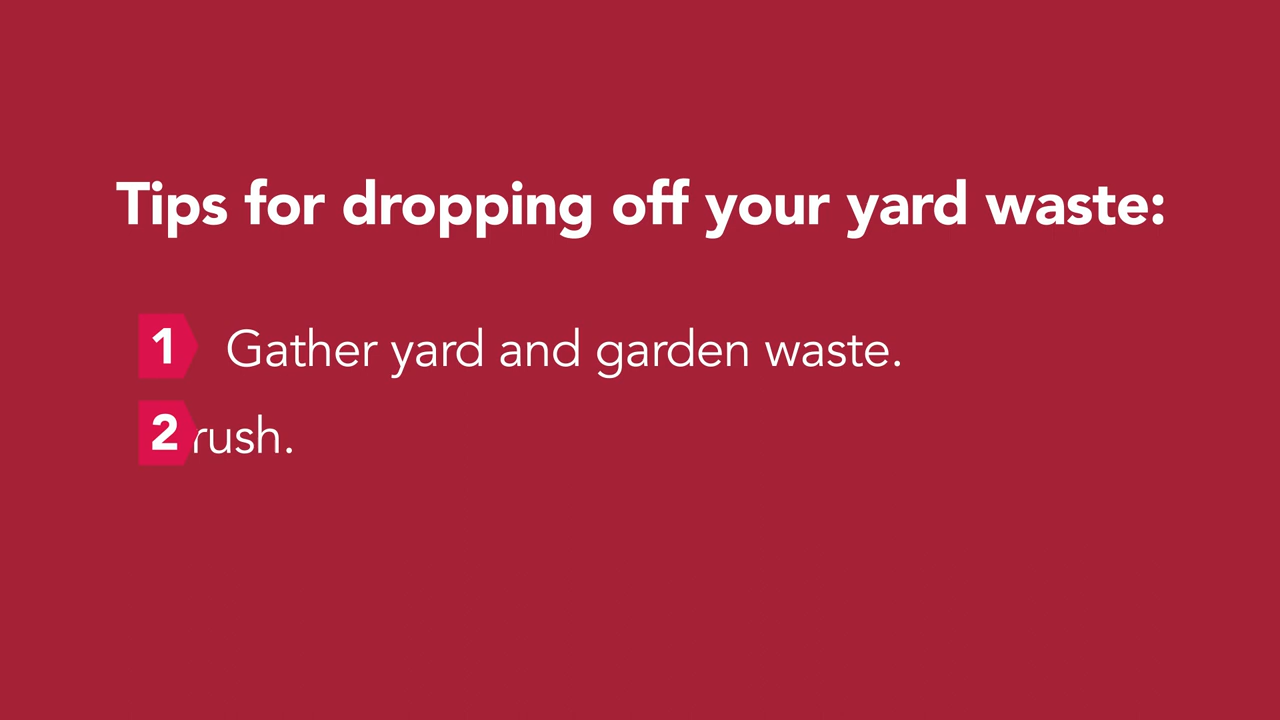 Tips for dropping off your yard waste:
1 Gather yard and garden waste.
2 rush.